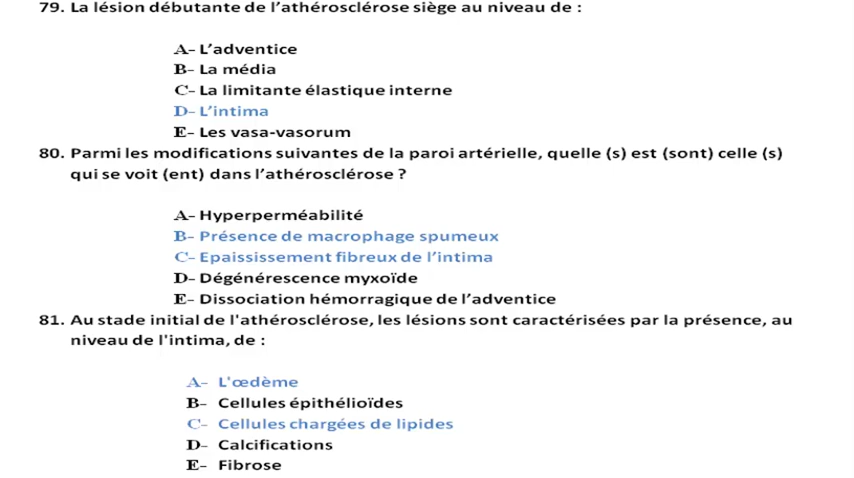 79. La lésion débutante de l’athérosclérose siège au niveau de :
A- L’adventice
B- La média
C- La limitante élastique interne
D- L’intima
E- Les vasa-vasorum
80. Parmi les modifications suivantes de la paroi artérielle, quelle (s) est (sont) celle (s)
qui se voit (ent) dans l’athérosclérose ?
A- Hyperperméabilité
B- Présence de macrophage spumeux
C- Epaississement fibreux de l’intima
D- Dégénérescence myxoïde
E- Dissociation hémorragique de l’adventice
81. Au stade initial de l'athérosclérose, les lésions sont caractérisées par la présence, au
niveau de l'intima, de :
A- L'œdème
B- Cellules épithélioïdes
C- Cellules chargées de lipides
D- Calcifications
E- Fibrose